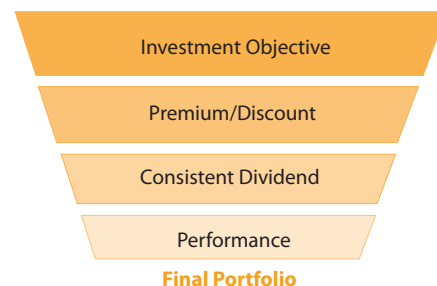 Investment Objective
Premium/Discount
Consistent Dividend
Performance
Final Portfolio